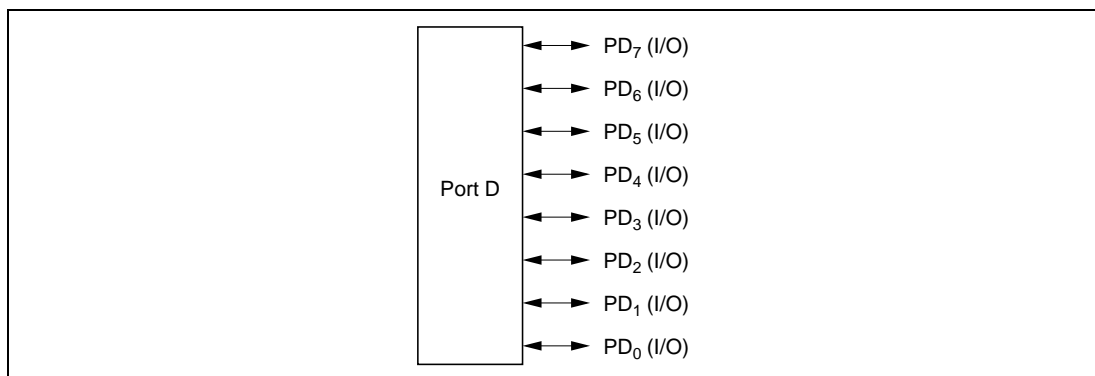 PD7 (I/O)
PD6 (I/O)
PD5 (I/O)
PD4 (I/O)
Port D
PD3 (I/O)
PD2 (I/O)
PD1 (I/O)
PD0 (I/O)